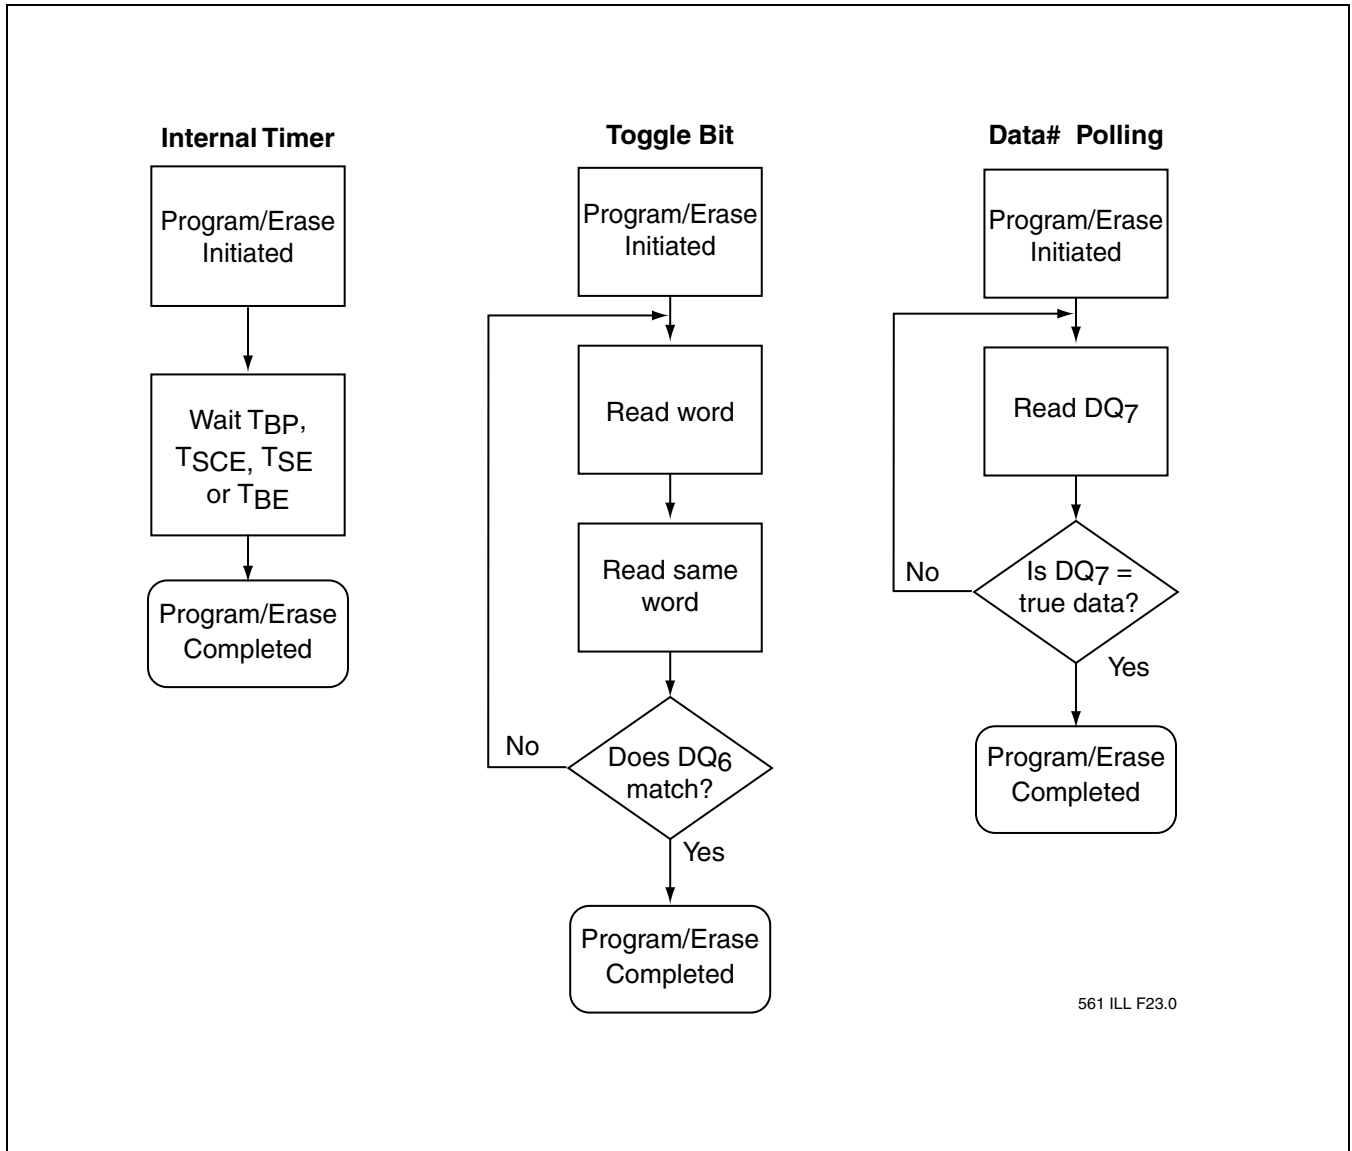 Internal Timer
Program/Erase
Initiated
Wait TBP,
TSCE, TSE
or TBE
Program/Erase
Completed
Toggle Bit
Program/Erase
Initiated
Read word
Read same
word
No
Does DQ6
match?
Yes
Program/Erase
Completed
Data# Polling
Program/Erase
Initiated
Read DQ7
No
Is DQ7 =
true data?
Yes
Program/Erase
Completed
561 ILL F23.0